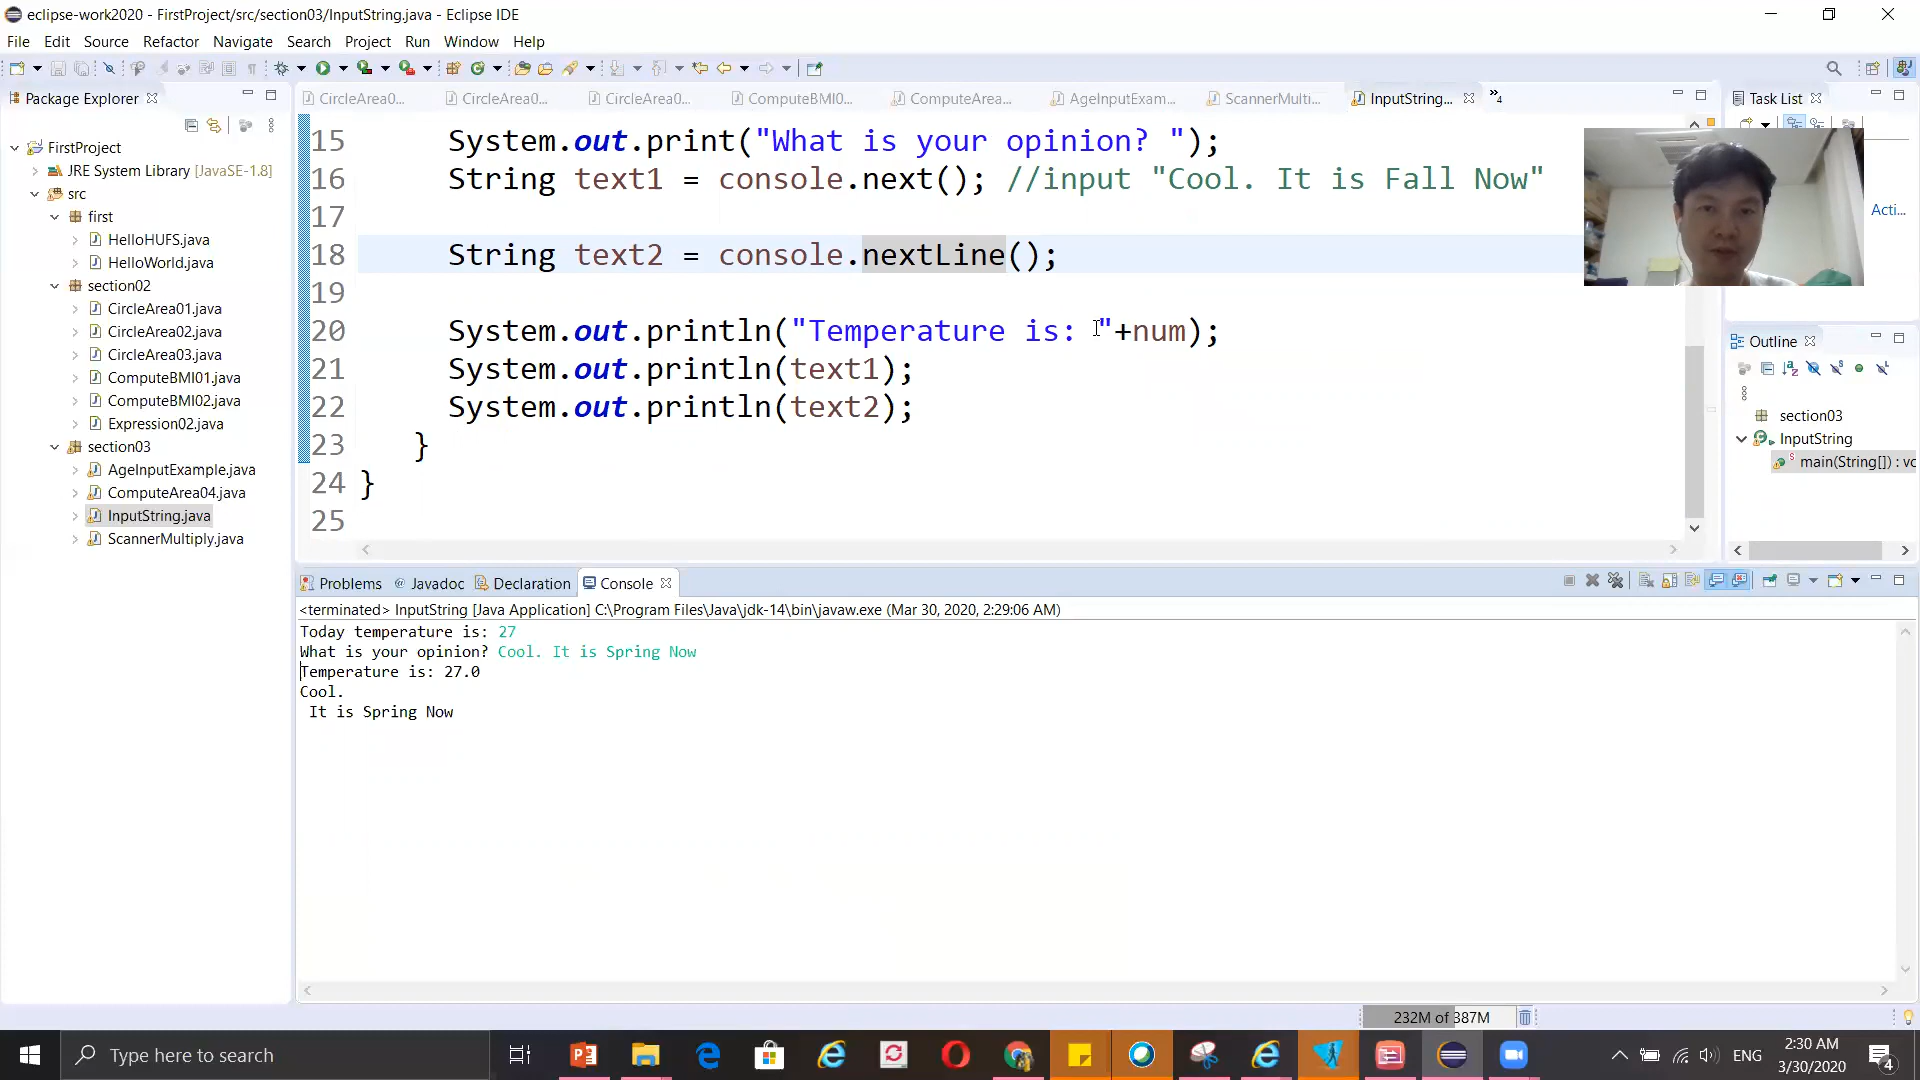 eclipse-work2020 - FirstProject/src/section03/InputString.java - Eclipse IDE
File Edit Source Refactor Navigate Search Project Run Window Help
Package Explorer
CircleArea0... CircleArea0... CircleArea0... ComputeBMI0... ComputeArea... AgeInputExam... ScannerMulti... InputString... »4
Task List
FirstProject
JRE System Library [JavaSE-1.8]
src
first
HelloHUFS.java
HelloWorld.java
section02
CircleArea01.java
CircleArea02.java
CircleArea03.java
ComputeBMI01.java
ComputeBMI02.java
Expression02.java
section03
AgeInputExample.java
ComputeArea04.java
InputString.java
ScannerMultiply.java
15 System.out.print("What is your opinion? ");
16 String text1 = console.next(); //input "Cool. It is Fall Now"
17
18 String text2 = console.nextLine();
19
20 System.out.println("Temperature is: "+num);
21 System.out.println(text1);
22 System.out.println(text2);
23 }
24 }
25
Acti...
Outline
section03
InputString
main(String[]) : vc
Problems Javadoc Declaration Console
<terminated> InputString [Java Application] C:\Program Files\Java\jdk-14\bin\javaw.exe (Mar 30, 2020, 2:29:06 AM)
Today temperature is: 27
What is your opinion? Cool. It is Spring Now
Temperature is: 27.0
Cool.
It is Spring Now
232M of 387M
Type here to search
ENG
2:30 AM
3/30/2020
4